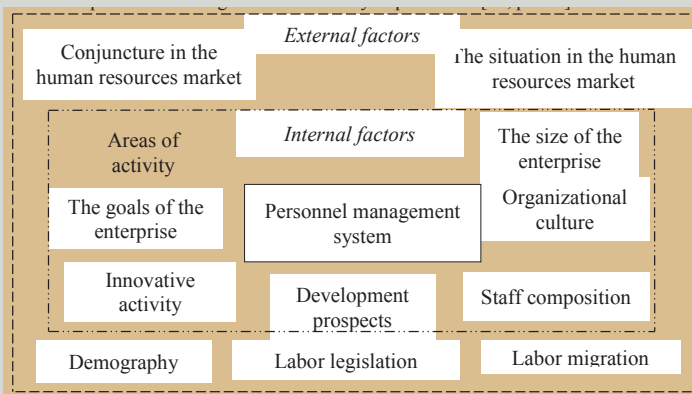 External factors
Conjuncture in the
human resources market
The situation in the human
resources market
Internal factors
Areas of
activity
The size of the
enterprise
The goals of the
enterprise
Personnel management
system
Organizational
culture
Innovative
activity
Development
prospects
Staff composition
Demography
Labor legislation
Labor migration